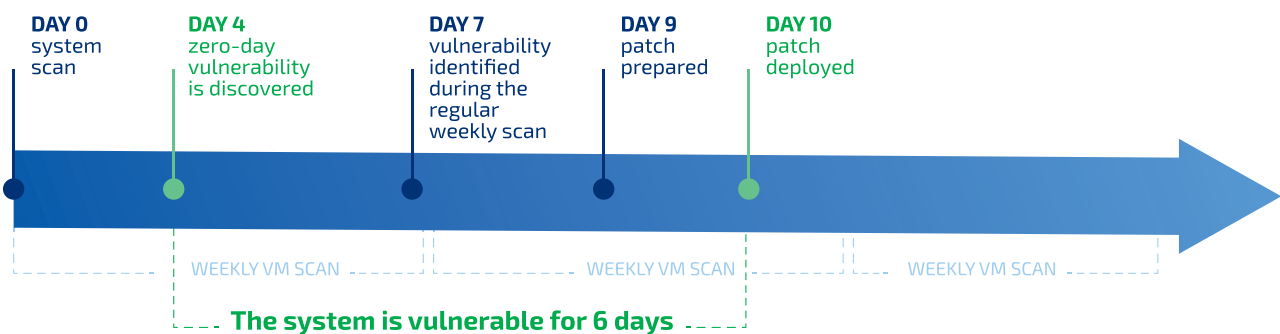 DAY 0
system
scan
DAY 4
zero-day
vulnerability
is discovered
DAY 7
vulnerability
identified
during the
regular
weekly scan
DAY 9
patch
prepared
DAY 10
patch
deployed
WEEKLY VM SCAN
WEEKLY VM SCAN
WEEKLY VM SCAN
The system is vulnerable for 6 days